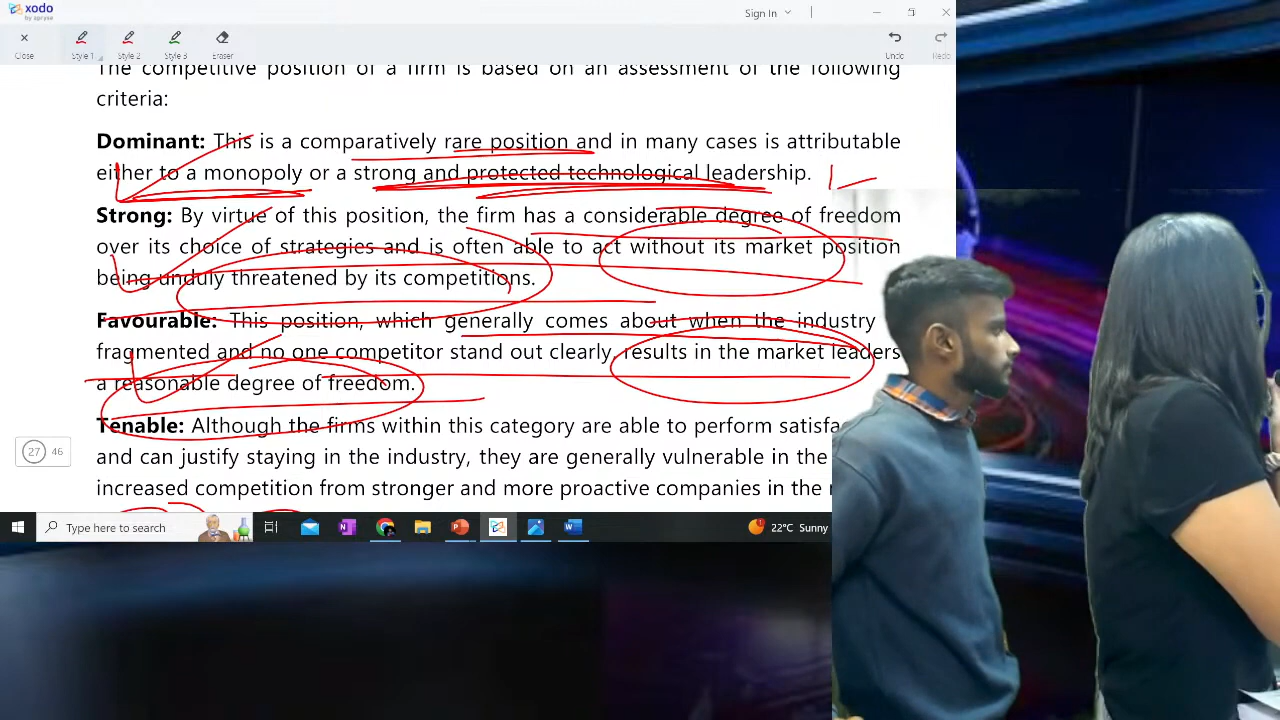 xodo
by apryse
Sign In
Close
Style 1
Style 2
Style 3
Eraser
Undo
Redo
The competitive position of a firm is based on an assessment of the following
criteria:
Dominant: This is a comparatively rare position and in many cases is attributable
either to a monopoly or a strong and protected technological leadership.
Strong: By virtue of this position, the firm has a considerable degree of freedom
over its choice of strategies and is often able to act without its market position
being unduly threatened by its competitions.
Favourable: This position, which generally comes about when the industry
fragmented and no one competitor stand out clearly, results in the market leaders
a reasonable degree of freedom.
Tenable: Although the firms within this category are able to perform
and can justify staying in the industry, they are generally vulnerable in the
increased competition from stronger and more proactive companies in the
27 46
Type here to search
22°C Sunny